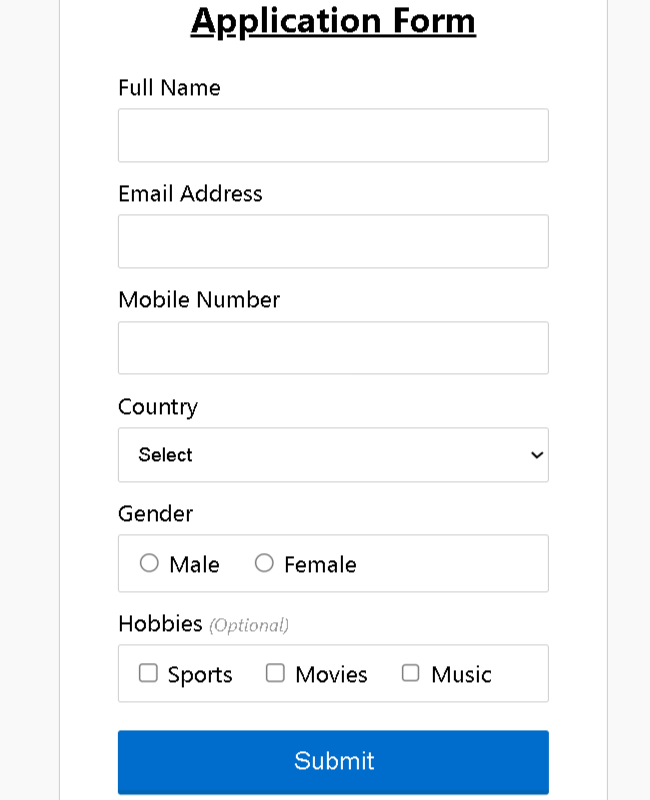 Application Form
Full Name
Email Address
Mobile Number
Country
Select
Gender
Male Female
Hobbies (Optional)
Sports Movies Music
Submit